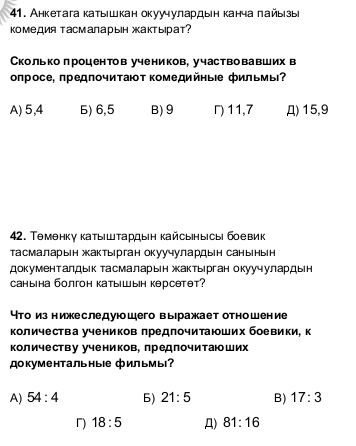 41. Анкетага катышкан окуучулардын канча пайызы
комедия тасмаларын жактырат?
Сколько процентов учеников, участвовавших в
опросе, предпочитают комедийные фильмы?
А) 5,4 Б) 6,5 В) 9 Г) 11,7 Д) 15,9
42. Төмөнкү катыштардын кайсынысы боевик
тасмаларын жактырган окуучулардын санынын
документалдык тасмаларын жактырган окуучулардын
санына болгон катышын көрсөтөт?
Что из нижеследующего выражает отношение
количества учеников предпочитаюших боевики, к
количеству учеников, предпочитаюших
документальные фильмы?
А) 54 : 4 Б) 21: 5 В) 17 : 3
Г) 18 : 5 Д) 81: 16